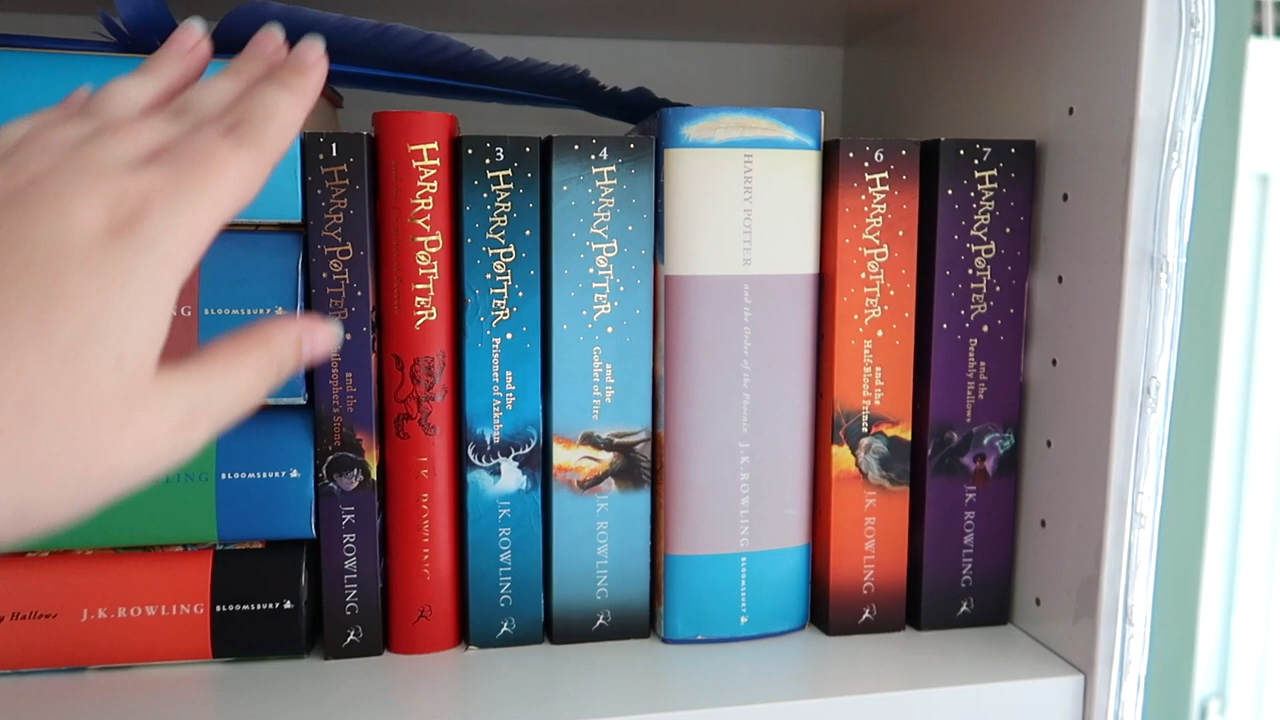 BLOOMSBURY
LING
BLOOMSBURY
y Hallows J.K.ROWLING BLOOMSBURY
1
HARRY POTTER
and the
Philosopher's Stone
J.K. ROWLING
HARRY POTTER
J.K. ROWLING
3
HARRY POTTER
and the
Prisoner of Azkaban
J.K. ROWLING
4
HARRY POTTER
and the
Goblet of Fire
J.K. ROWLING
HARRY POTTER and the Order of the Phoenix J.K.ROWLING BLOOMSBURY
6
HARRY POTTER
and the
Half-Blood Prince
J.K. ROWLING
7
HARRY POTTER
and the
Deathly Hallows
J.K. ROWLING